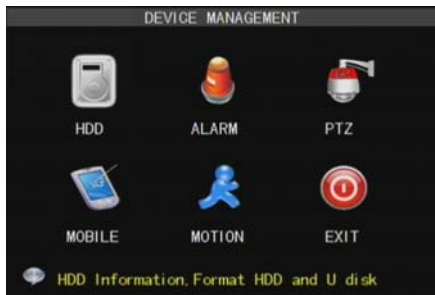 DEVICE MANAGEMENT
HDD ALARM PTZ
MOBILE MOTION EXIT
HDD Information, Format HDD and U disk